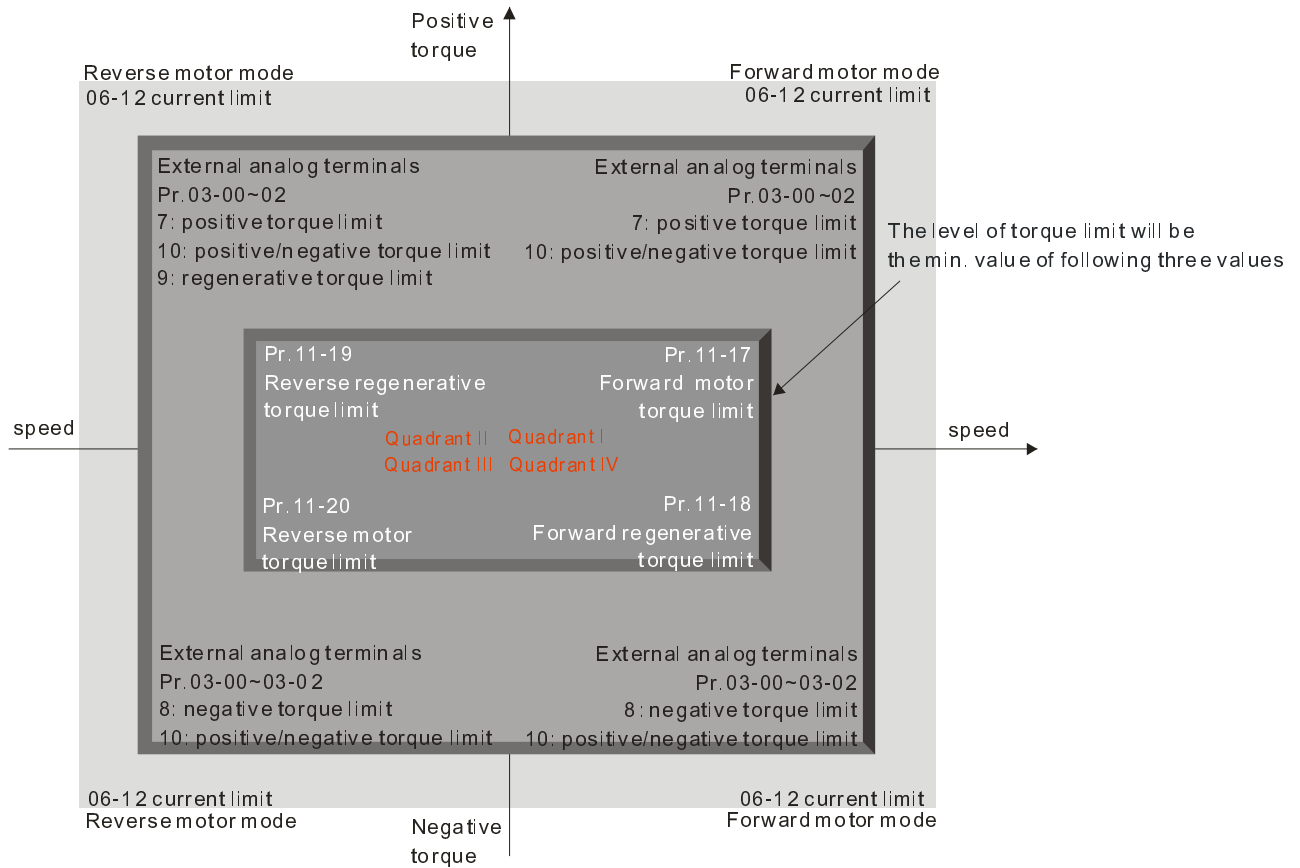 Positive
torque
Reverse motor mode
06-12 current limit
Forward motor mode
06-12 current limit
External analog terminals
Pr.03-00~02
7: positive torque limit
10: positive/negative torque limit
9: regenerative torque limit
External analog terminals
Pr.03-00~02
7: positive torque limit
10: positive/negative torque limit
The level of torque limit will be
the min. value of following three values
Pr.11-19
Reverse regenerative
torque limit
Pr.11-17
Forward motor
torque limit
speed
Quadrant II
Quadrant I
speed
Quadrant III
Quadrant IV
Pr.11-20
Reverse motor
torque limit
Pr.11-18
Forward regenerative
torque limit
External analog terminals
Pr.03-00~03-02
8: negative torque limit
10: positive/negative torque limit
External analog terminals
Pr.03-00~03-02
8: negative torque limit
10: positive/negative torque limit
06-12 current limit
Reverse motor mode
06-12 current limit
Forward motor mode
Negative
torque